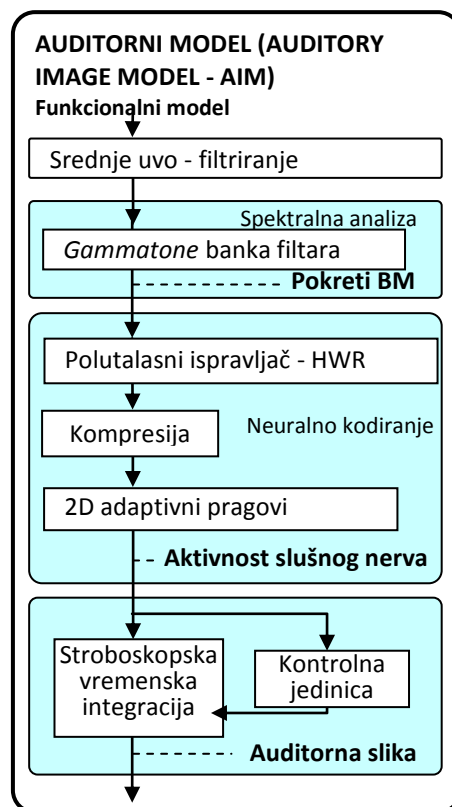 AUDITORNI MODEL (AUDITORY
IMAGE MODEL - AIM)
Funkcionalni model
Srednje uvo - filtriranje
Spektralna analiza
Gammatone banka filtara
Pokreti BM
Polutalasni ispravljač - HWR
Kompresija
Neuralno kodiranje
2D adaptivni pragovi
Aktivnost slušnog nerva
Stroboskopska
vremenska
integracija
Kontrolna
jedinica
Auditorna slika